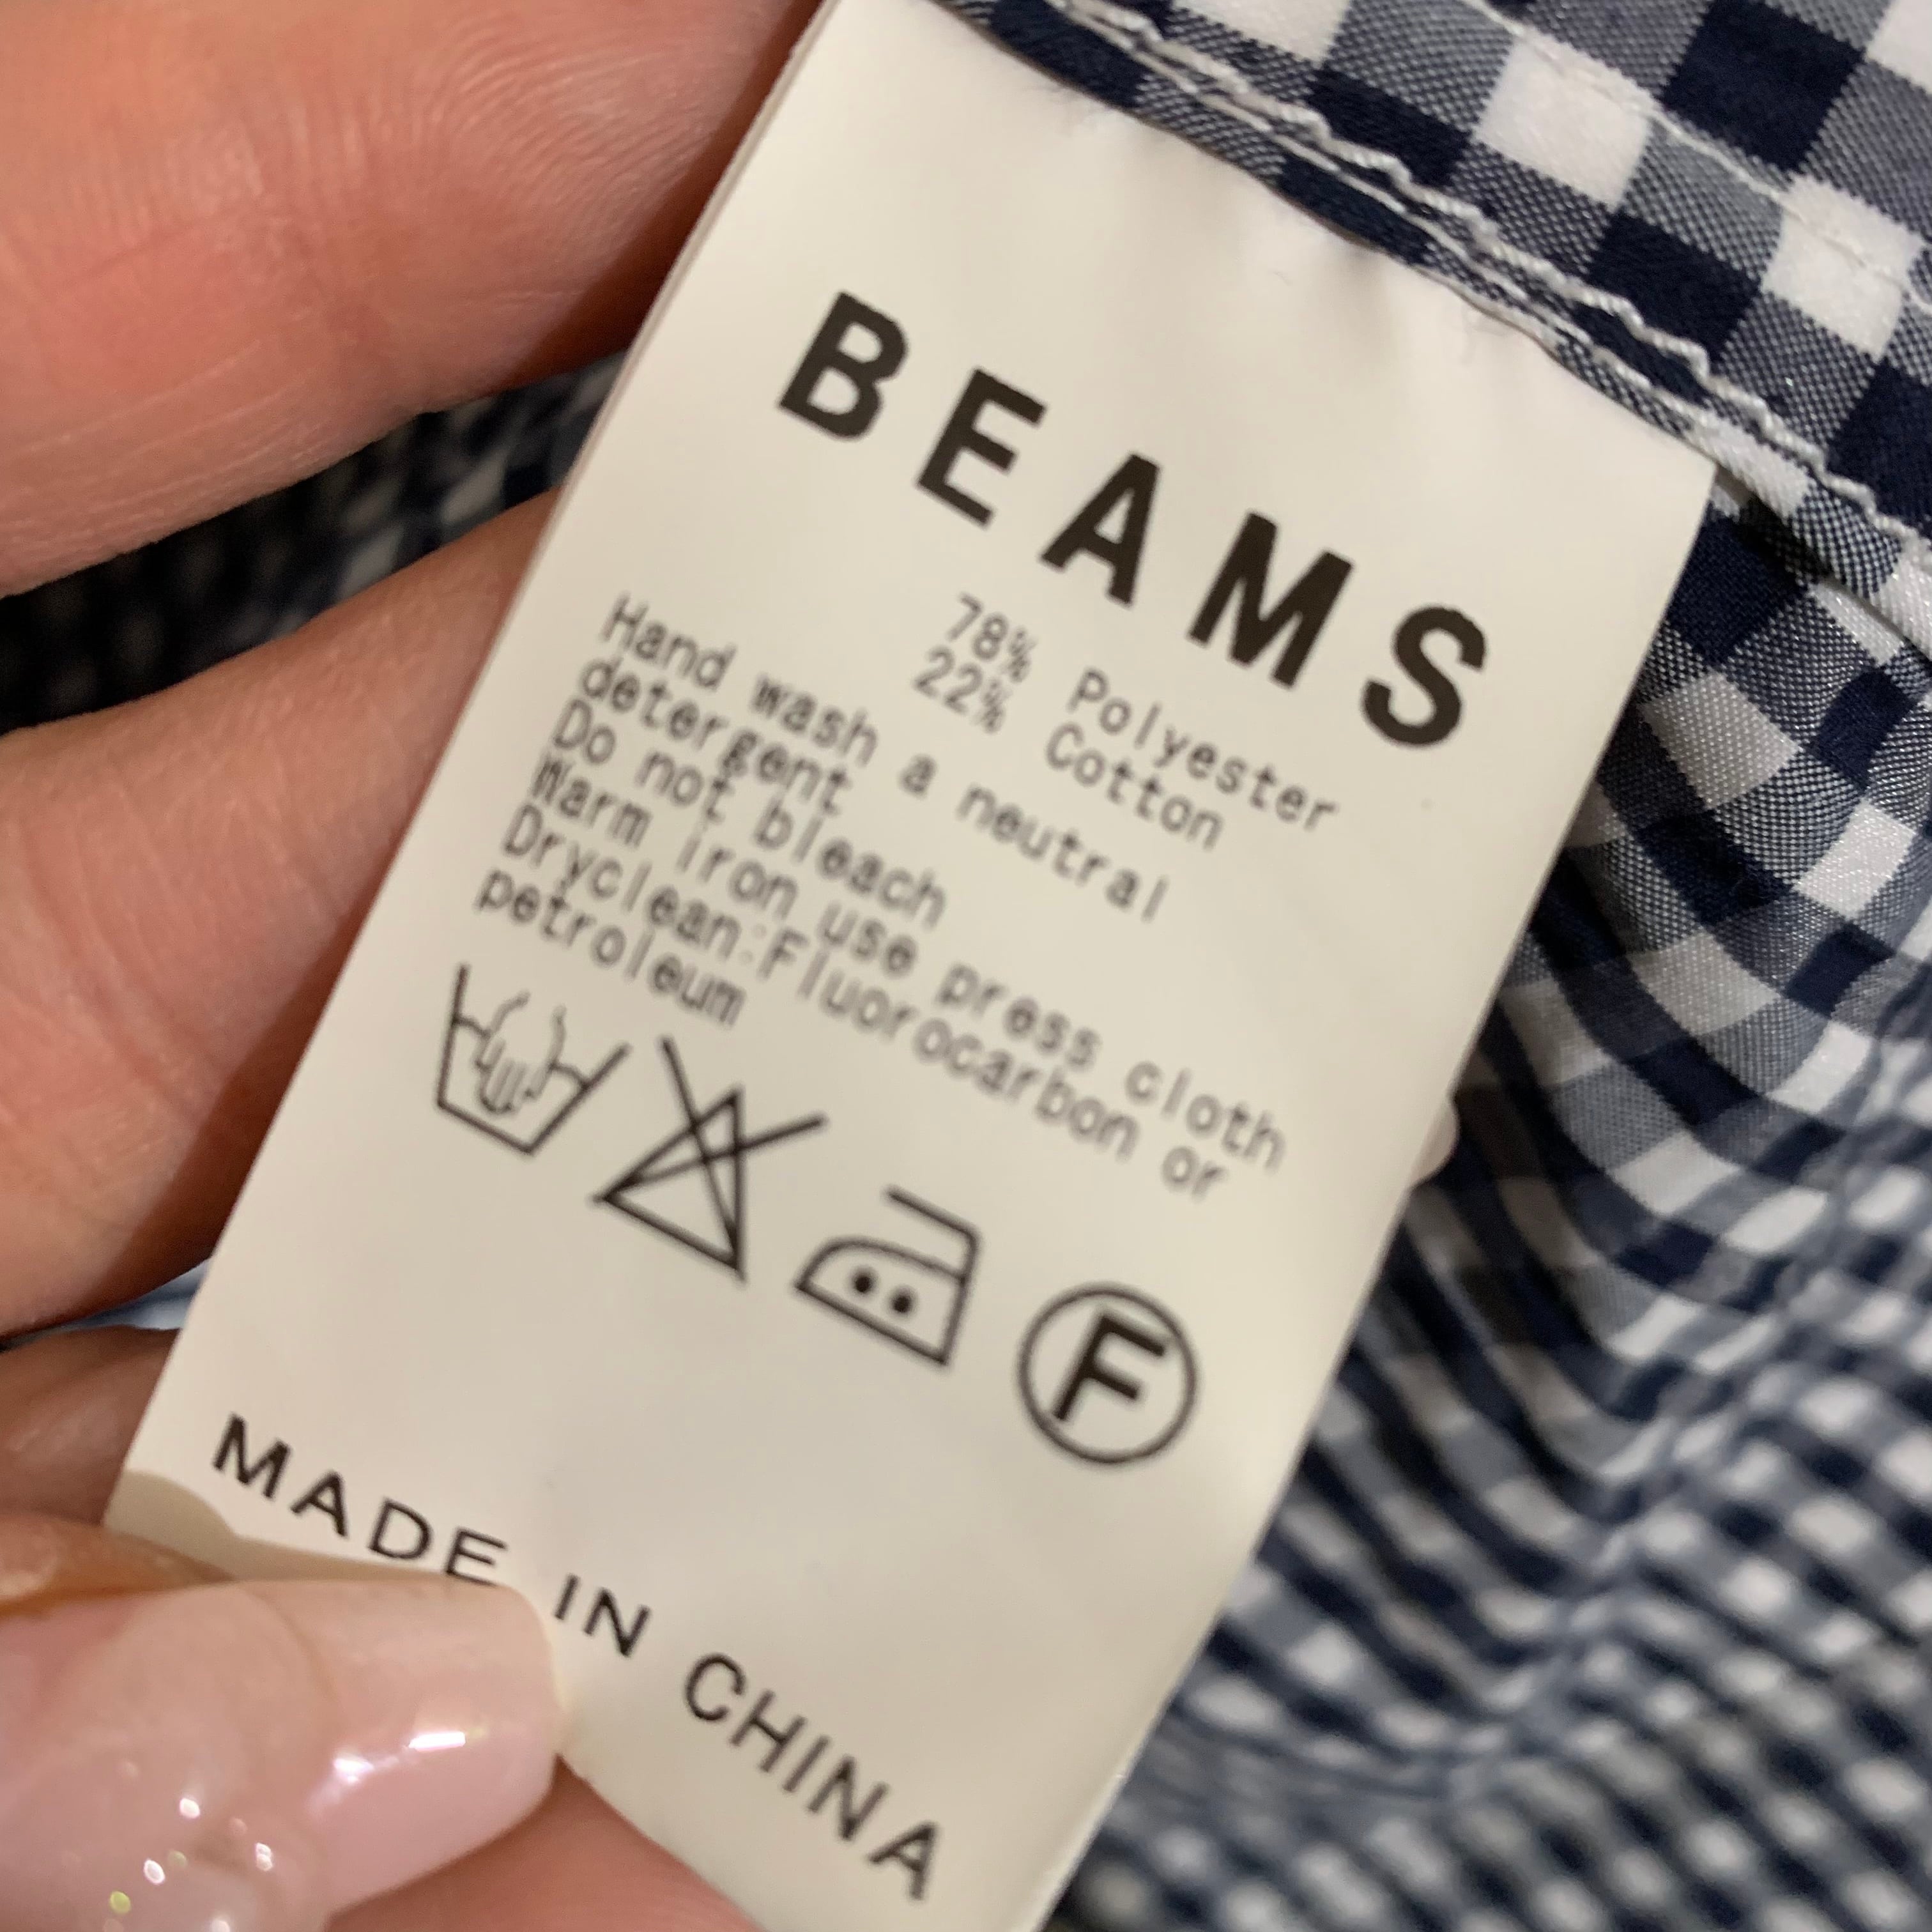 BEAMS
78% Polyester
22% Cotton
Hand wash a neutral
detergent
Do not bleach
Warm iron use press cloth
Dryclean:Fluorocarbon or
petroleum
F
MADE IN CHINA